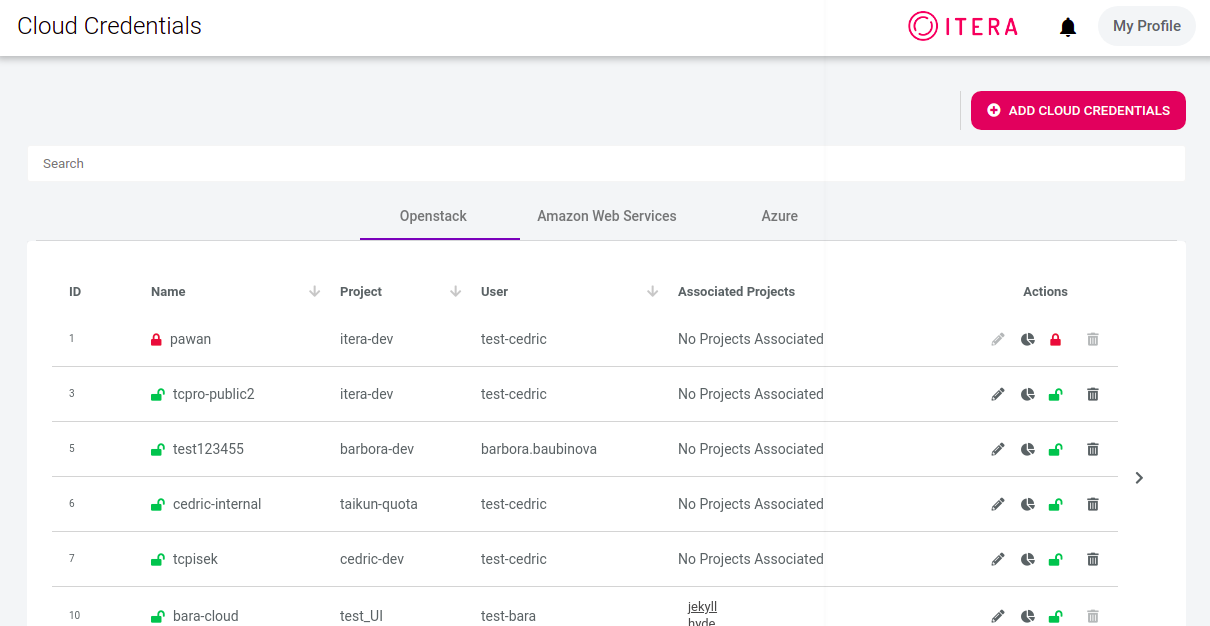 Cloud Credentials
ITERA
My Profile
ADD CLOUD CREDENTIALS
Search
Openstack Amazon Web Services Azure
ID Name Project User Associated Projects Actions
1 pawan itera-dev test-cedric No Projects Associated
3 tcpro-public2 itera-dev test-cedric No Projects Associated
5 test123455 barbora-dev barbora.baubinova No Projects Associated
6 cedric-internal taikun-quota test-cedric No Projects Associated
7 tcpisek cedric-dev test-cedric No Projects Associated
10 bara-cloud test_UI test-bara jekyll
hyde